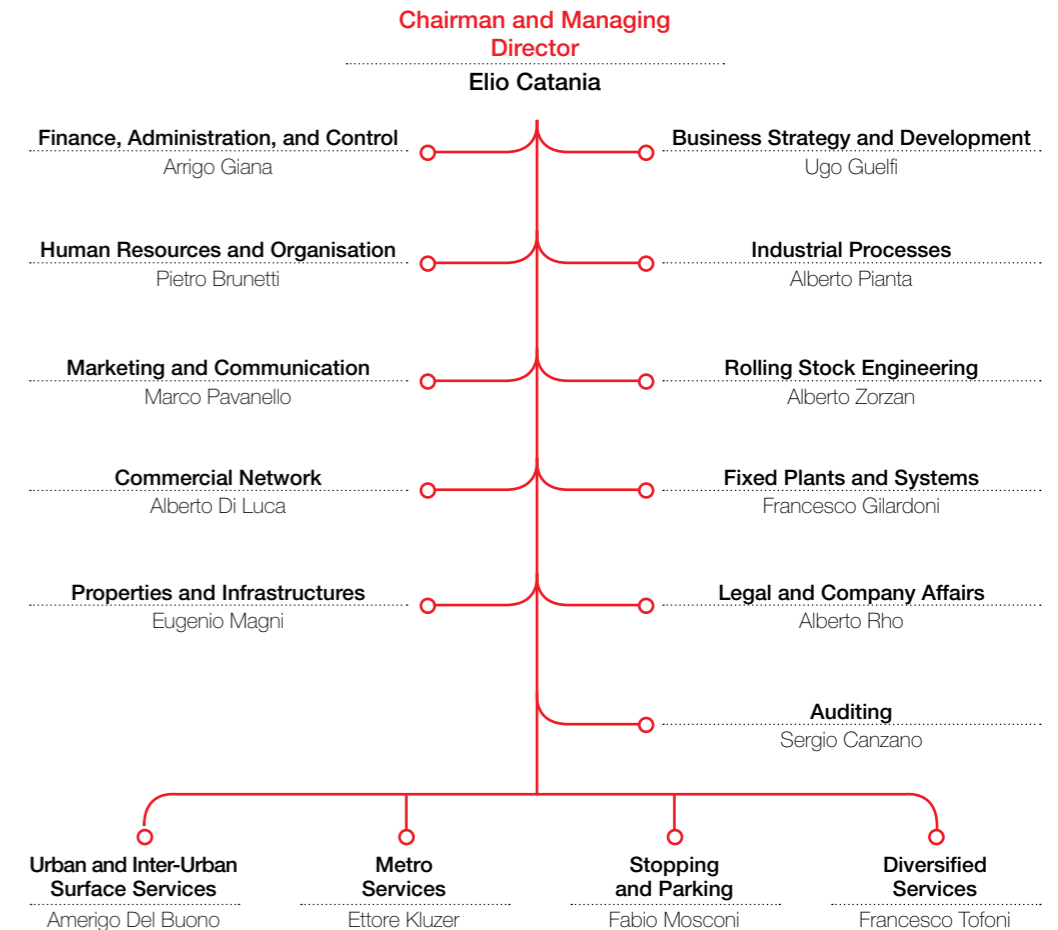 Chairman and Managing
Director
Elio Catania
Finance, Administration, and Control
Arrigo Giana
Business Strategy and Development
Ugo Guelfi
Human Resources and Organisation
Pietro Brunetti
Industrial Processes
Alberto Pianta
Marketing and Communication
Marco Pavanello
Rolling Stock Engineering
Alberto Zorzan
Commercial Network
Alberto Di Luca
Fixed Plants and Systems
Francesco Gilardoni
Properties and Infrastructures
Eugenio Magni
Legal and Company Affairs
Alberto Rho
Auditing
Sergio Canzano
Urban and Inter-Urban
Surface Services
Amerigo Del Buono
Metro
Services
Ettore Kluzer
Stopping
and Parking
Fabio Mosconi
Diversified
Services
Francesco Tofoni